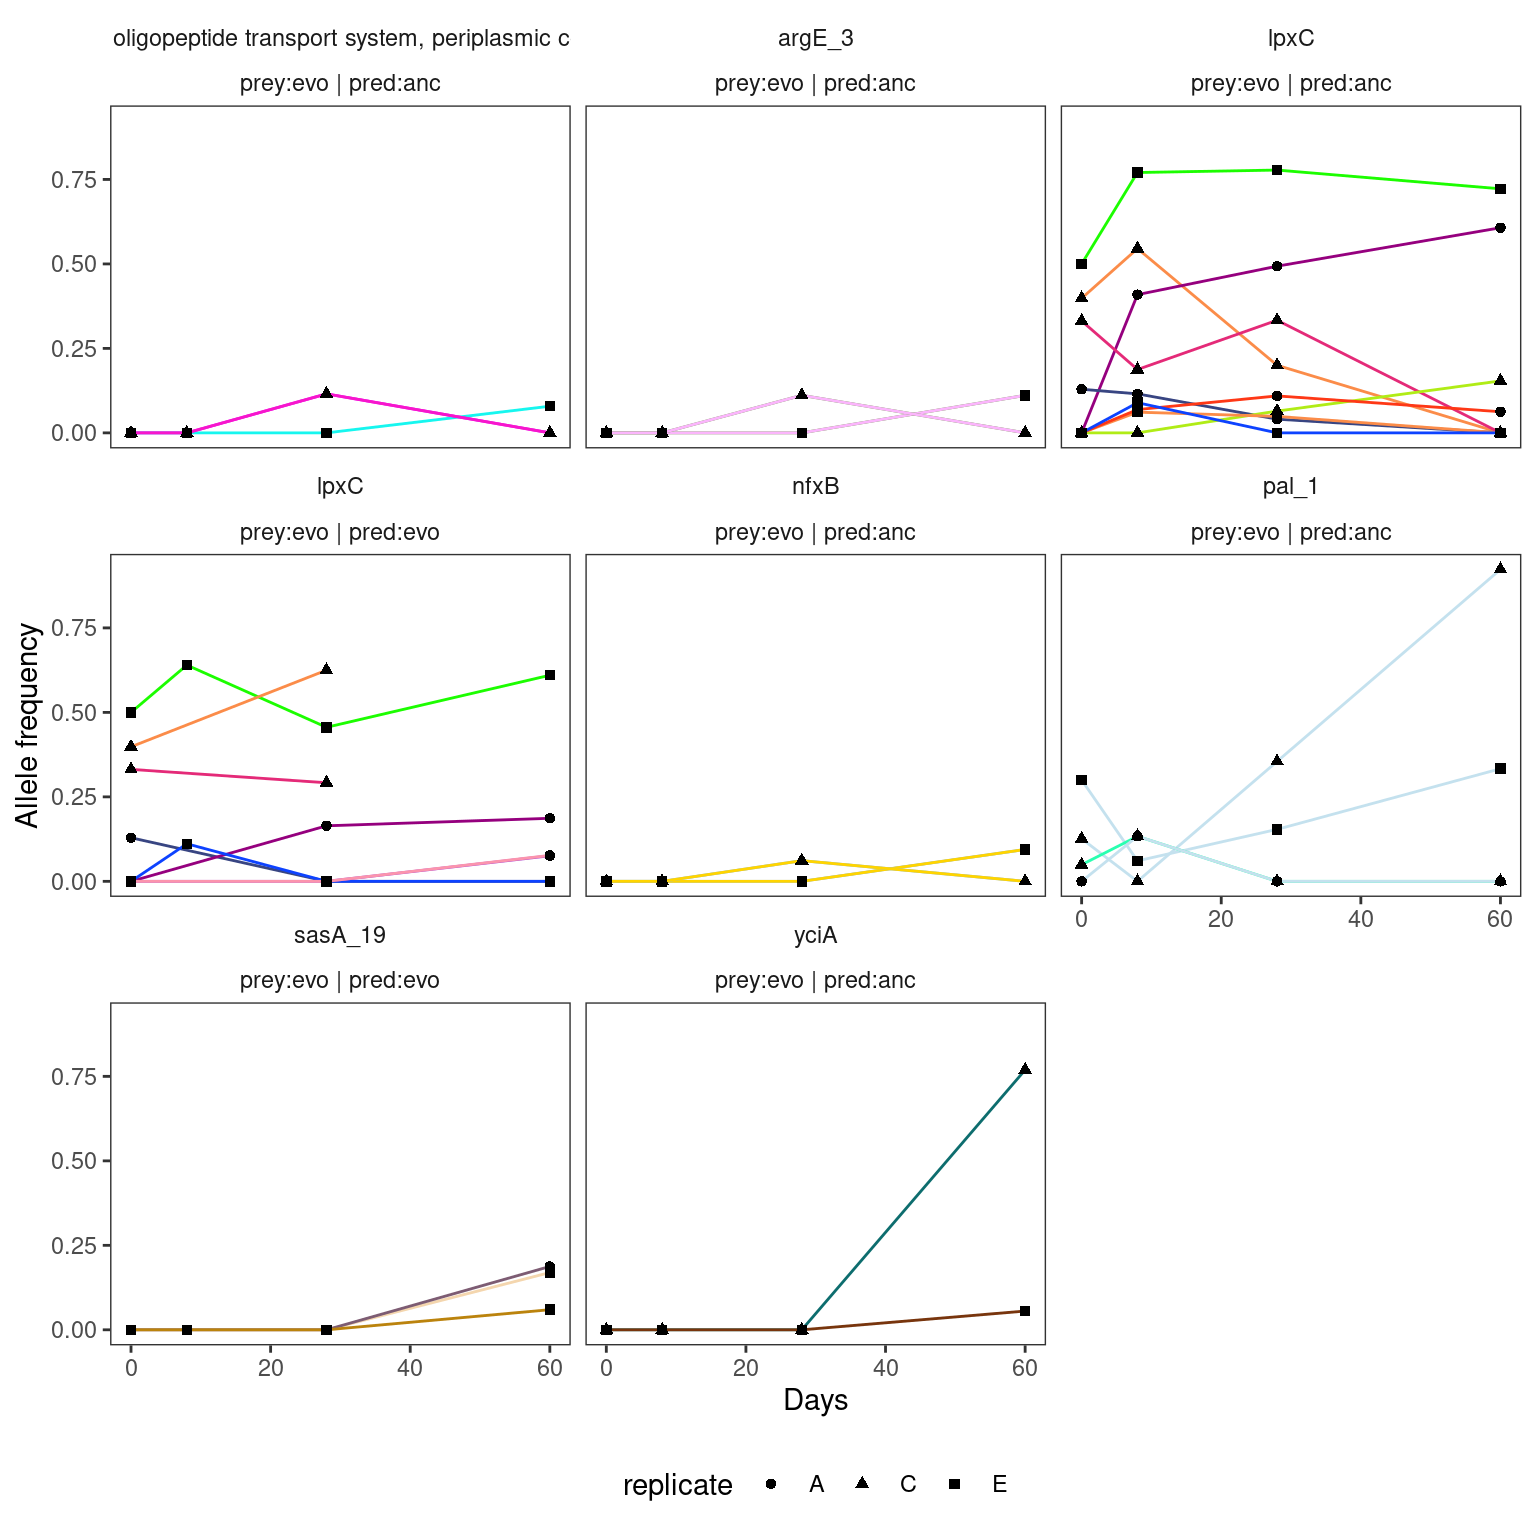 oligopeptide transport system, periplasmic c
argE_3
lpxC
prey:evo | pred:anc
prey:evo | pred:anc
prey:evo | pred:anc
0.75
0.50
0.25
0.00
lpxC
nfxB
pal_1
prey:evo | pred:evo
prey:evo | pred:anc
prey:evo | pred:anc
Allele frequency
0.75
0.50
0.25
0.00
0 20 40 60
sasA_19
yciA
prey:evo | pred:evo
prey:evo | pred:anc
0.75
0.50
0.25
0.00
0 20 40 60
0 20 40 60
Days
replicate A C E